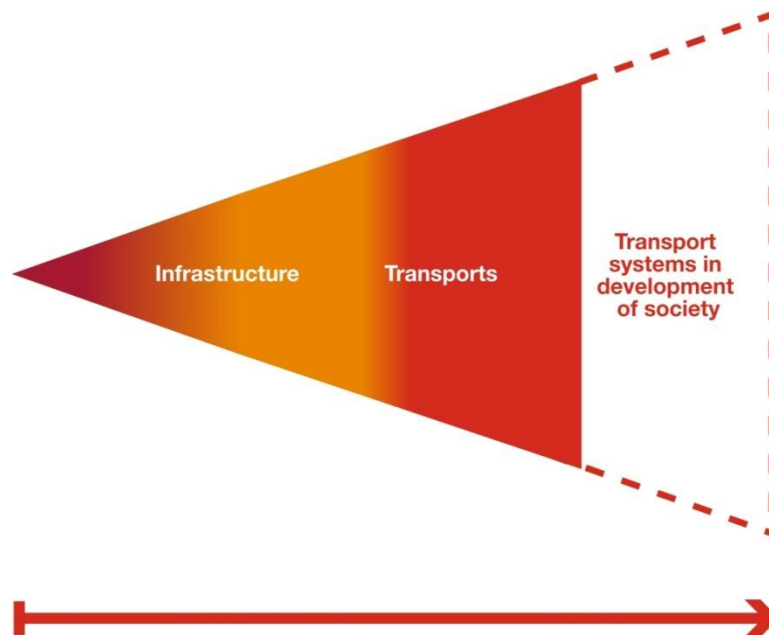 Infrastructure
Transports
Transport
systems in
development
of society